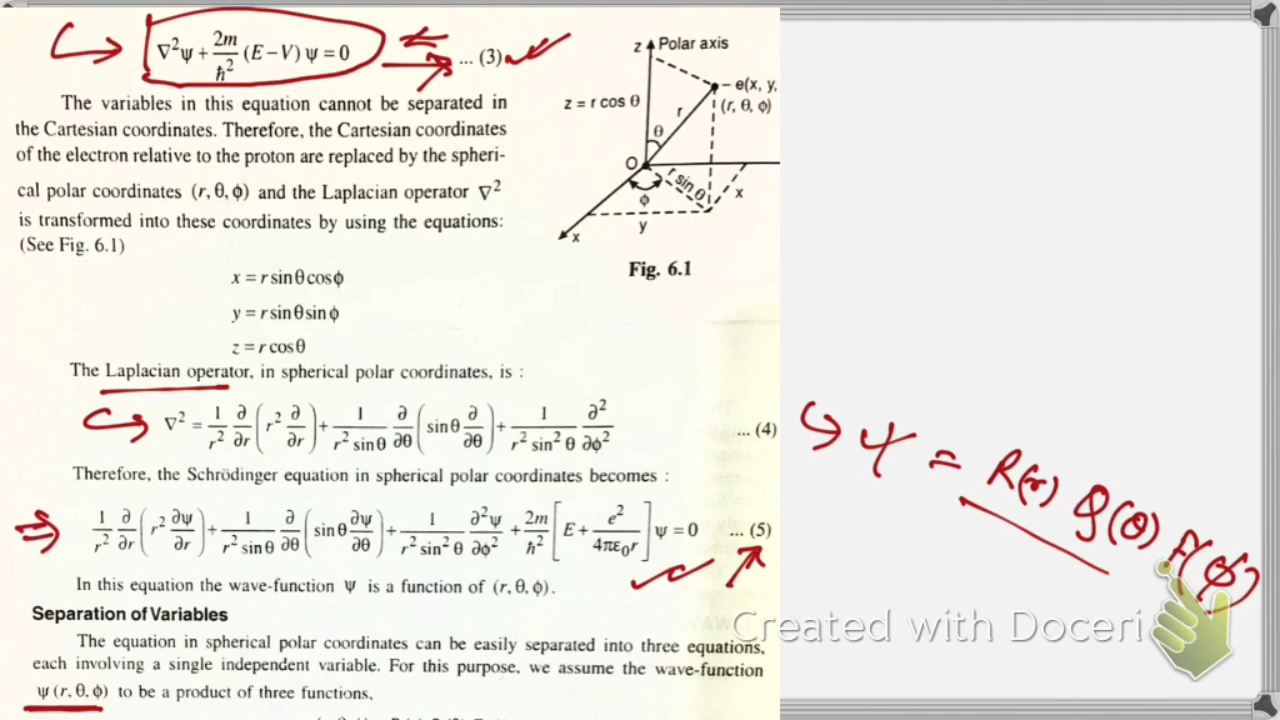 ∇²ψ + 2m/ħ² (E − V) ψ = 0 ... (3)
The variables in this equation cannot be separated in
the Cartesian coordinates. Therefore, the Cartesian coordinates
of the electron relative to the proton are replaced by the spheri-
cal polar coordinates (r, θ, ϕ) and the Laplacian operator ∇²
is transformed into these coordinates by using the equations:
(See Fig. 6.1)
z Polar axis
− e(x, y,
(r, θ, ϕ)
z = r cos θ
r
θ
O
r sin θ
x
ϕ
y
x
Fig. 6.1
x = r sinθ cosϕ
y = r sinθ sinϕ
z = r cosθ
The Laplacian operator, in spherical polar coordinates, is :
∇² = 1/r² ∂/∂r (r² ∂/∂r) + 1/(r² sinθ) ∂/∂θ (sinθ ∂/∂θ) + 1/(r² sin² θ) ∂²/∂ϕ² ... (4)
Therefore, the Schrödinger equation in spherical polar coordinates becomes :
1/r² ∂/∂r (r² ∂ψ/∂r) + 1/(r² sinθ) ∂/∂θ (sinθ ∂ψ/∂θ) + 1/(r² sin² θ) ∂²ψ/∂ϕ² + 2m/ħ² [E + e²/(4πε₀r)] ψ = 0 ... (5)
In this equation the wave-function ψ is a function of (r, θ, ϕ).
Separation of Variables
The equation in spherical polar coordinates can be easily separated into three equations,
each involving a single independent variable. For this purpose, we assume the wave-function
ψ (r, θ, ϕ) to be a product of three functions,
ψ = R(r)
Created with Doceri